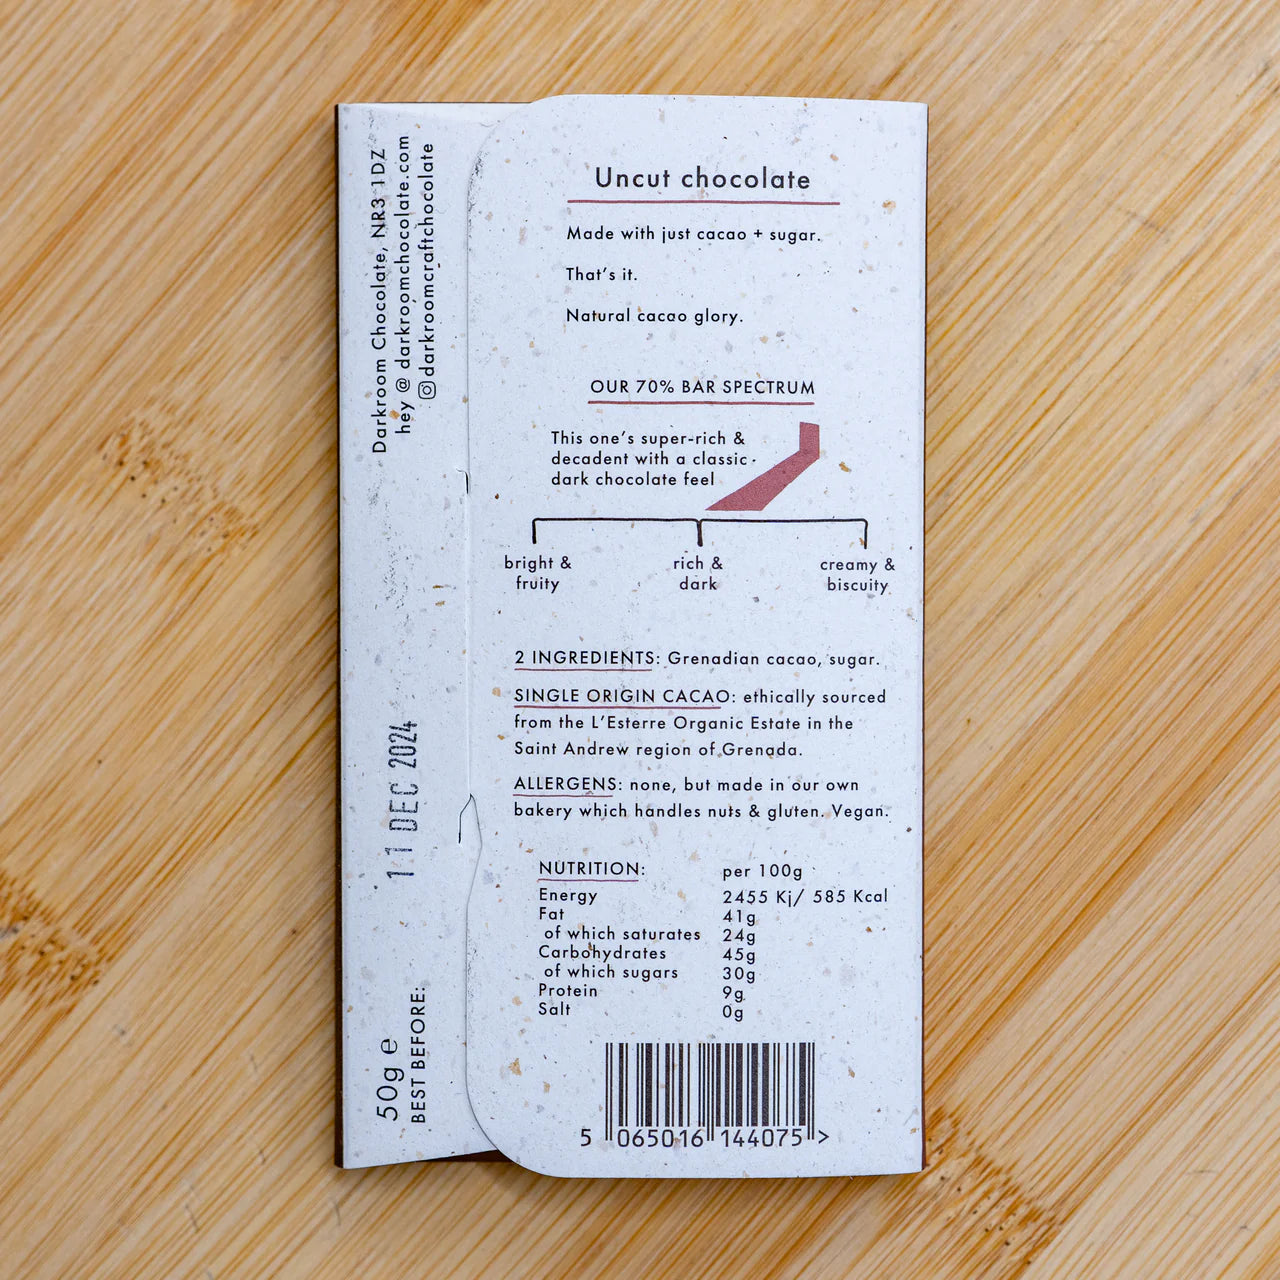 Darkroom Chocolate, NR3 1DZ
hey @ darkroomchocolate.com
darkroomcraftchocolate
11 DEC 2024
50g e
BEST BEFORE:
Uncut chocolate
Made with just cacao + sugar.
That's it.
Natural cacao glory.
OUR 70% BAR SPECTRUM
This one's super-rich &
decadent with a classic
dark chocolate feel
bright &
fruity
rich &
dark
creamy &
biscuity
2 INGREDIENTS: Grenadian cacao, sugar.
SINGLE ORIGIN CACAO: ethically sourced
from the L'Esterre Organic Estate in the
Saint Andrew region of Grenada.
ALLERGENS: none, but made in our own
bakery which handles nuts & gluten. Vegan.
NUTRITION: per 100g
Energy 2455 Kj/ 585 Kcal
Fat 41g
of which saturates 24g
Carbohydrates 45g
of which sugars 30g
Protein 9g
Salt 0g
5 065016 144075 >